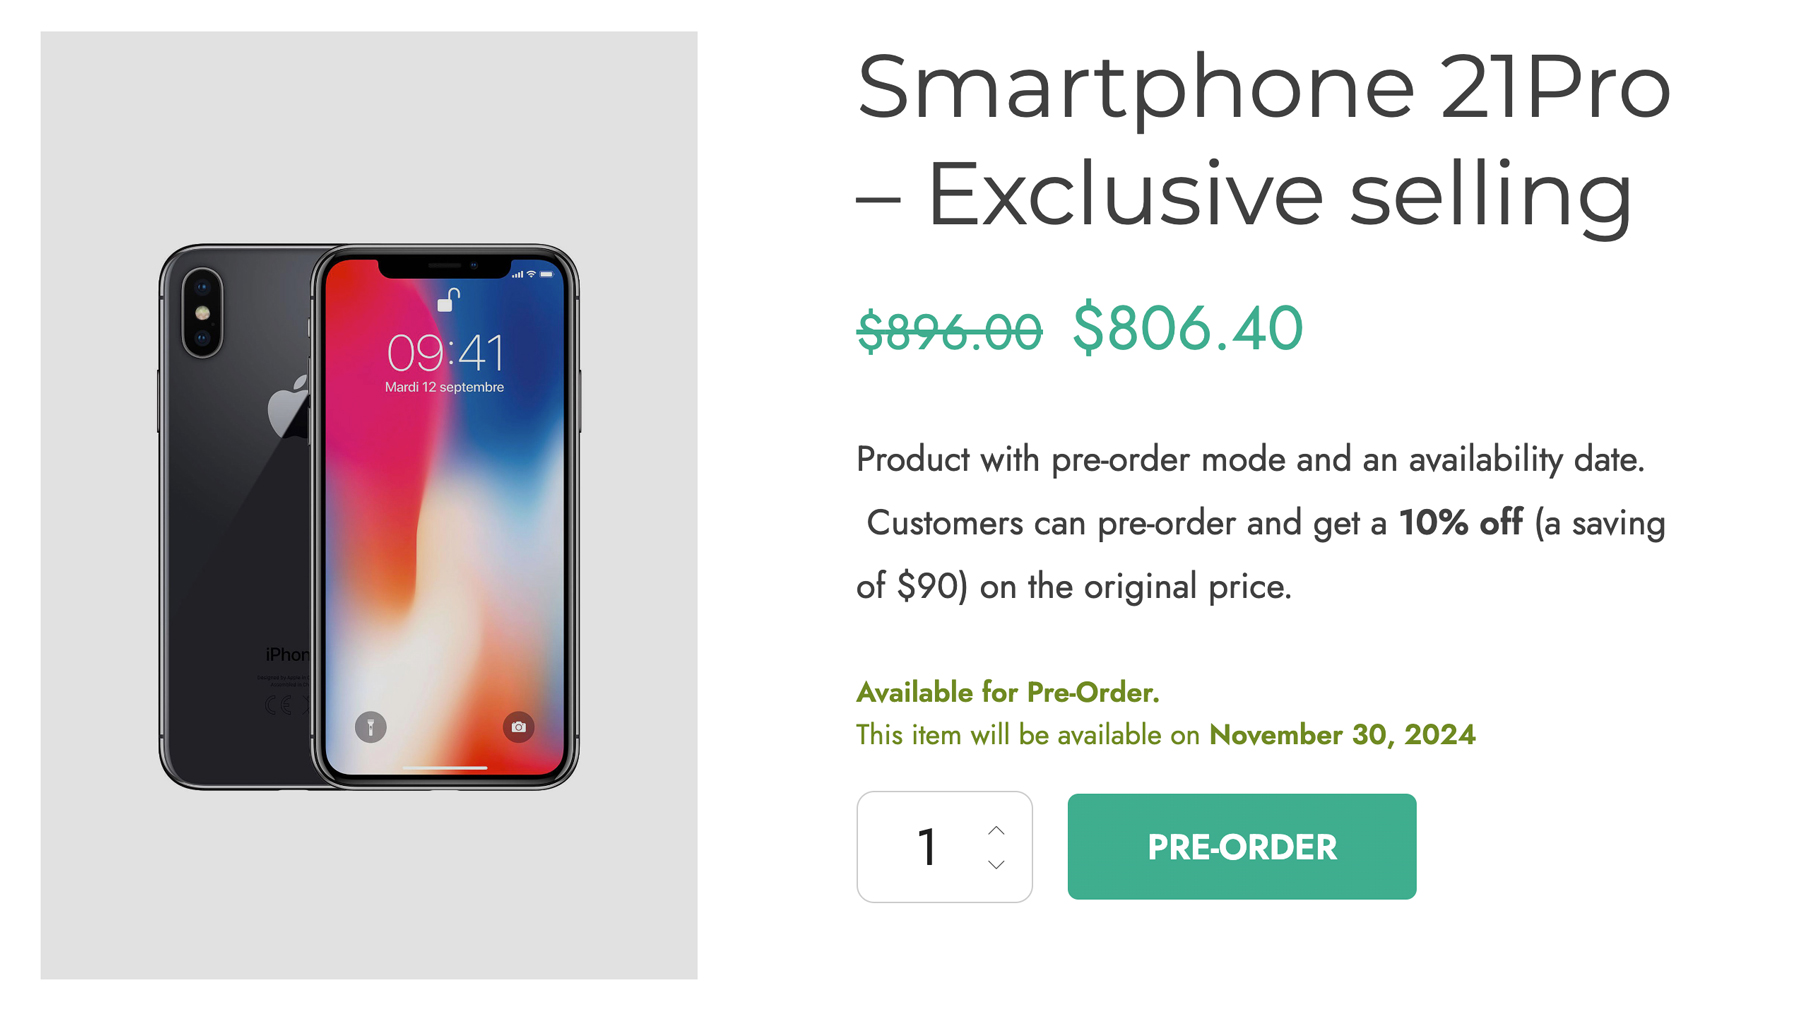 Smartphone 21Pro
– Exclusive selling
$896.00 $806.40
Product with pre-order mode and an availability date.
Customers can pre-order and get a 10% off (a saving
of $90) on the original price.
Available for Pre-Order.
This item will be available on November 30, 2024
1
PRE-ORDER
09:41
Mardi 12 septembre
iPhon